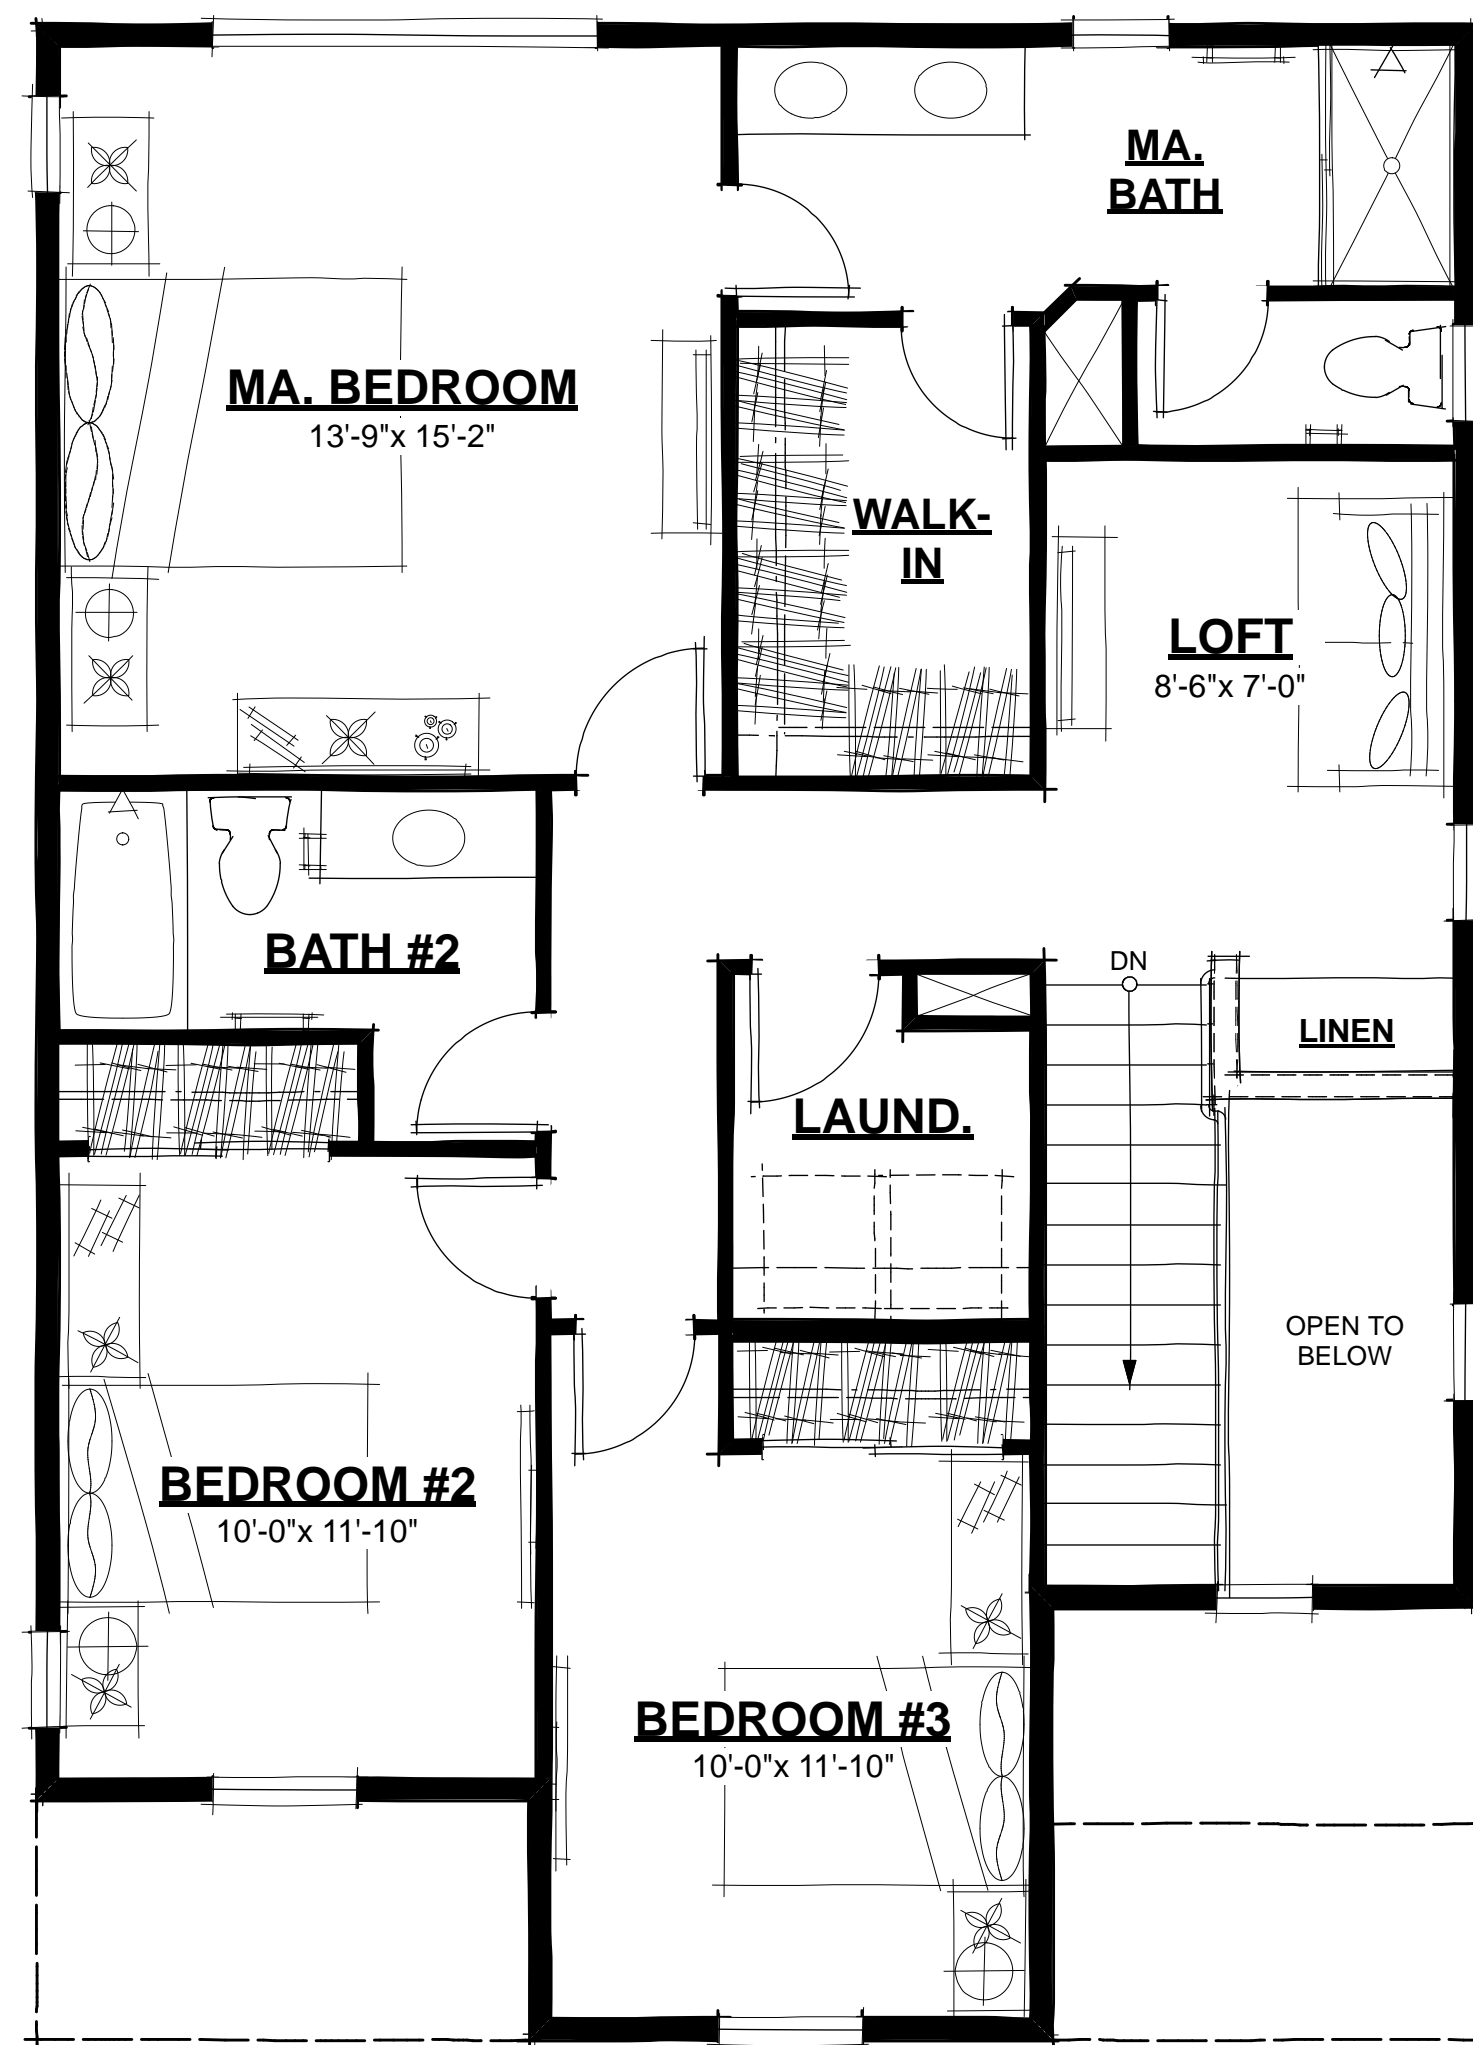 MA.
BATH
MA. BEDROOM
13'-9"x 15'-2"
WALK-
IN
LOFT
8'-6"x 7'-0"
BATH #2
DN
LINEN
LAUND.
OPEN TO
BELOW
BEDROOM #2
10'-0"x 11'-10"
BEDROOM #3
10'-0"x 11'-10"